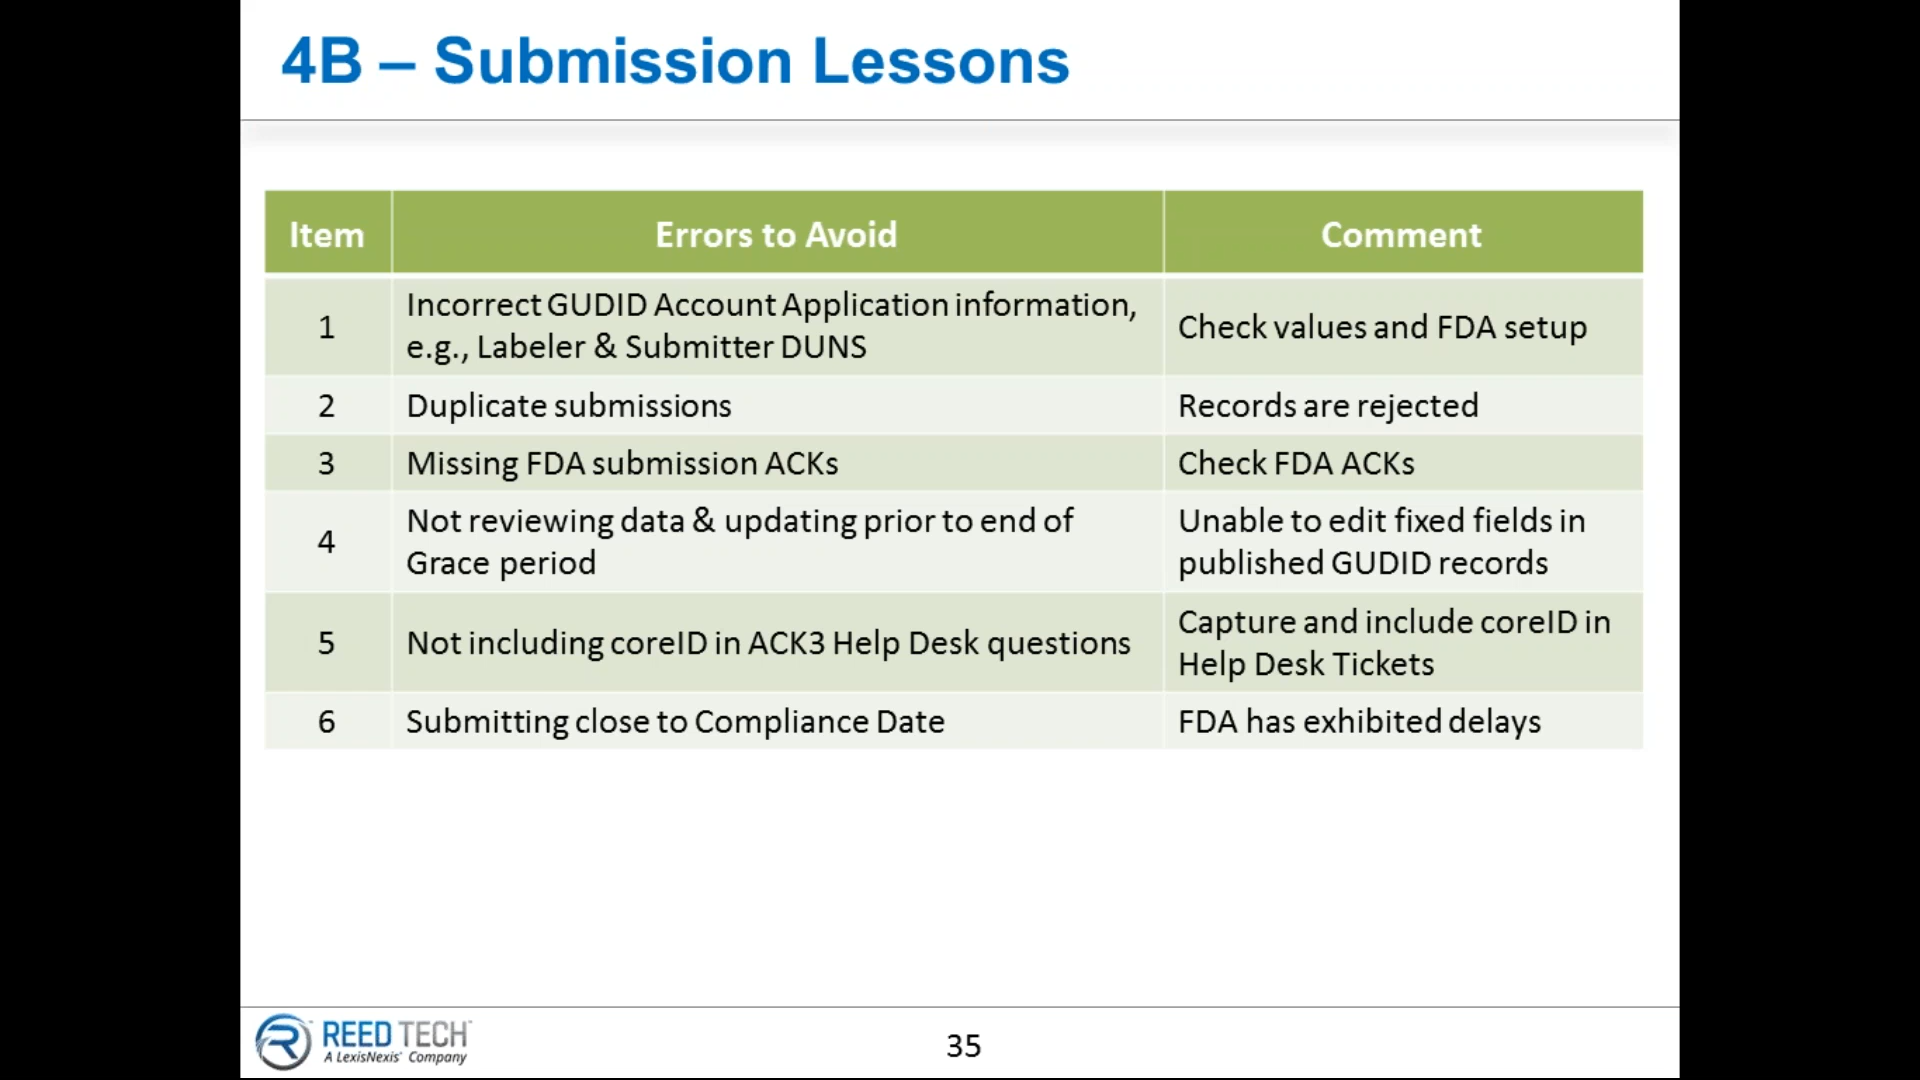 4B – Submission Lessons
Item
Errors to Avoid
Comment
1
Incorrect GUDID Account Application information,
e.g., Labeler & Submitter DUNS
Check values and FDA setup
2
Duplicate submissions
Records are rejected
3
Missing FDA submission ACKs
Check FDA ACKs
4
Not reviewing data & updating prior to end of
Grace period
Unable to edit fixed fields in
published GUDID records
5
Not including coreID in ACK3 Help Desk questions
Capture and include coreID in
Help Desk Tickets
6
Submitting close to Compliance Date
FDA has exhibited delays
REED TECH
A LexisNexis Company
35